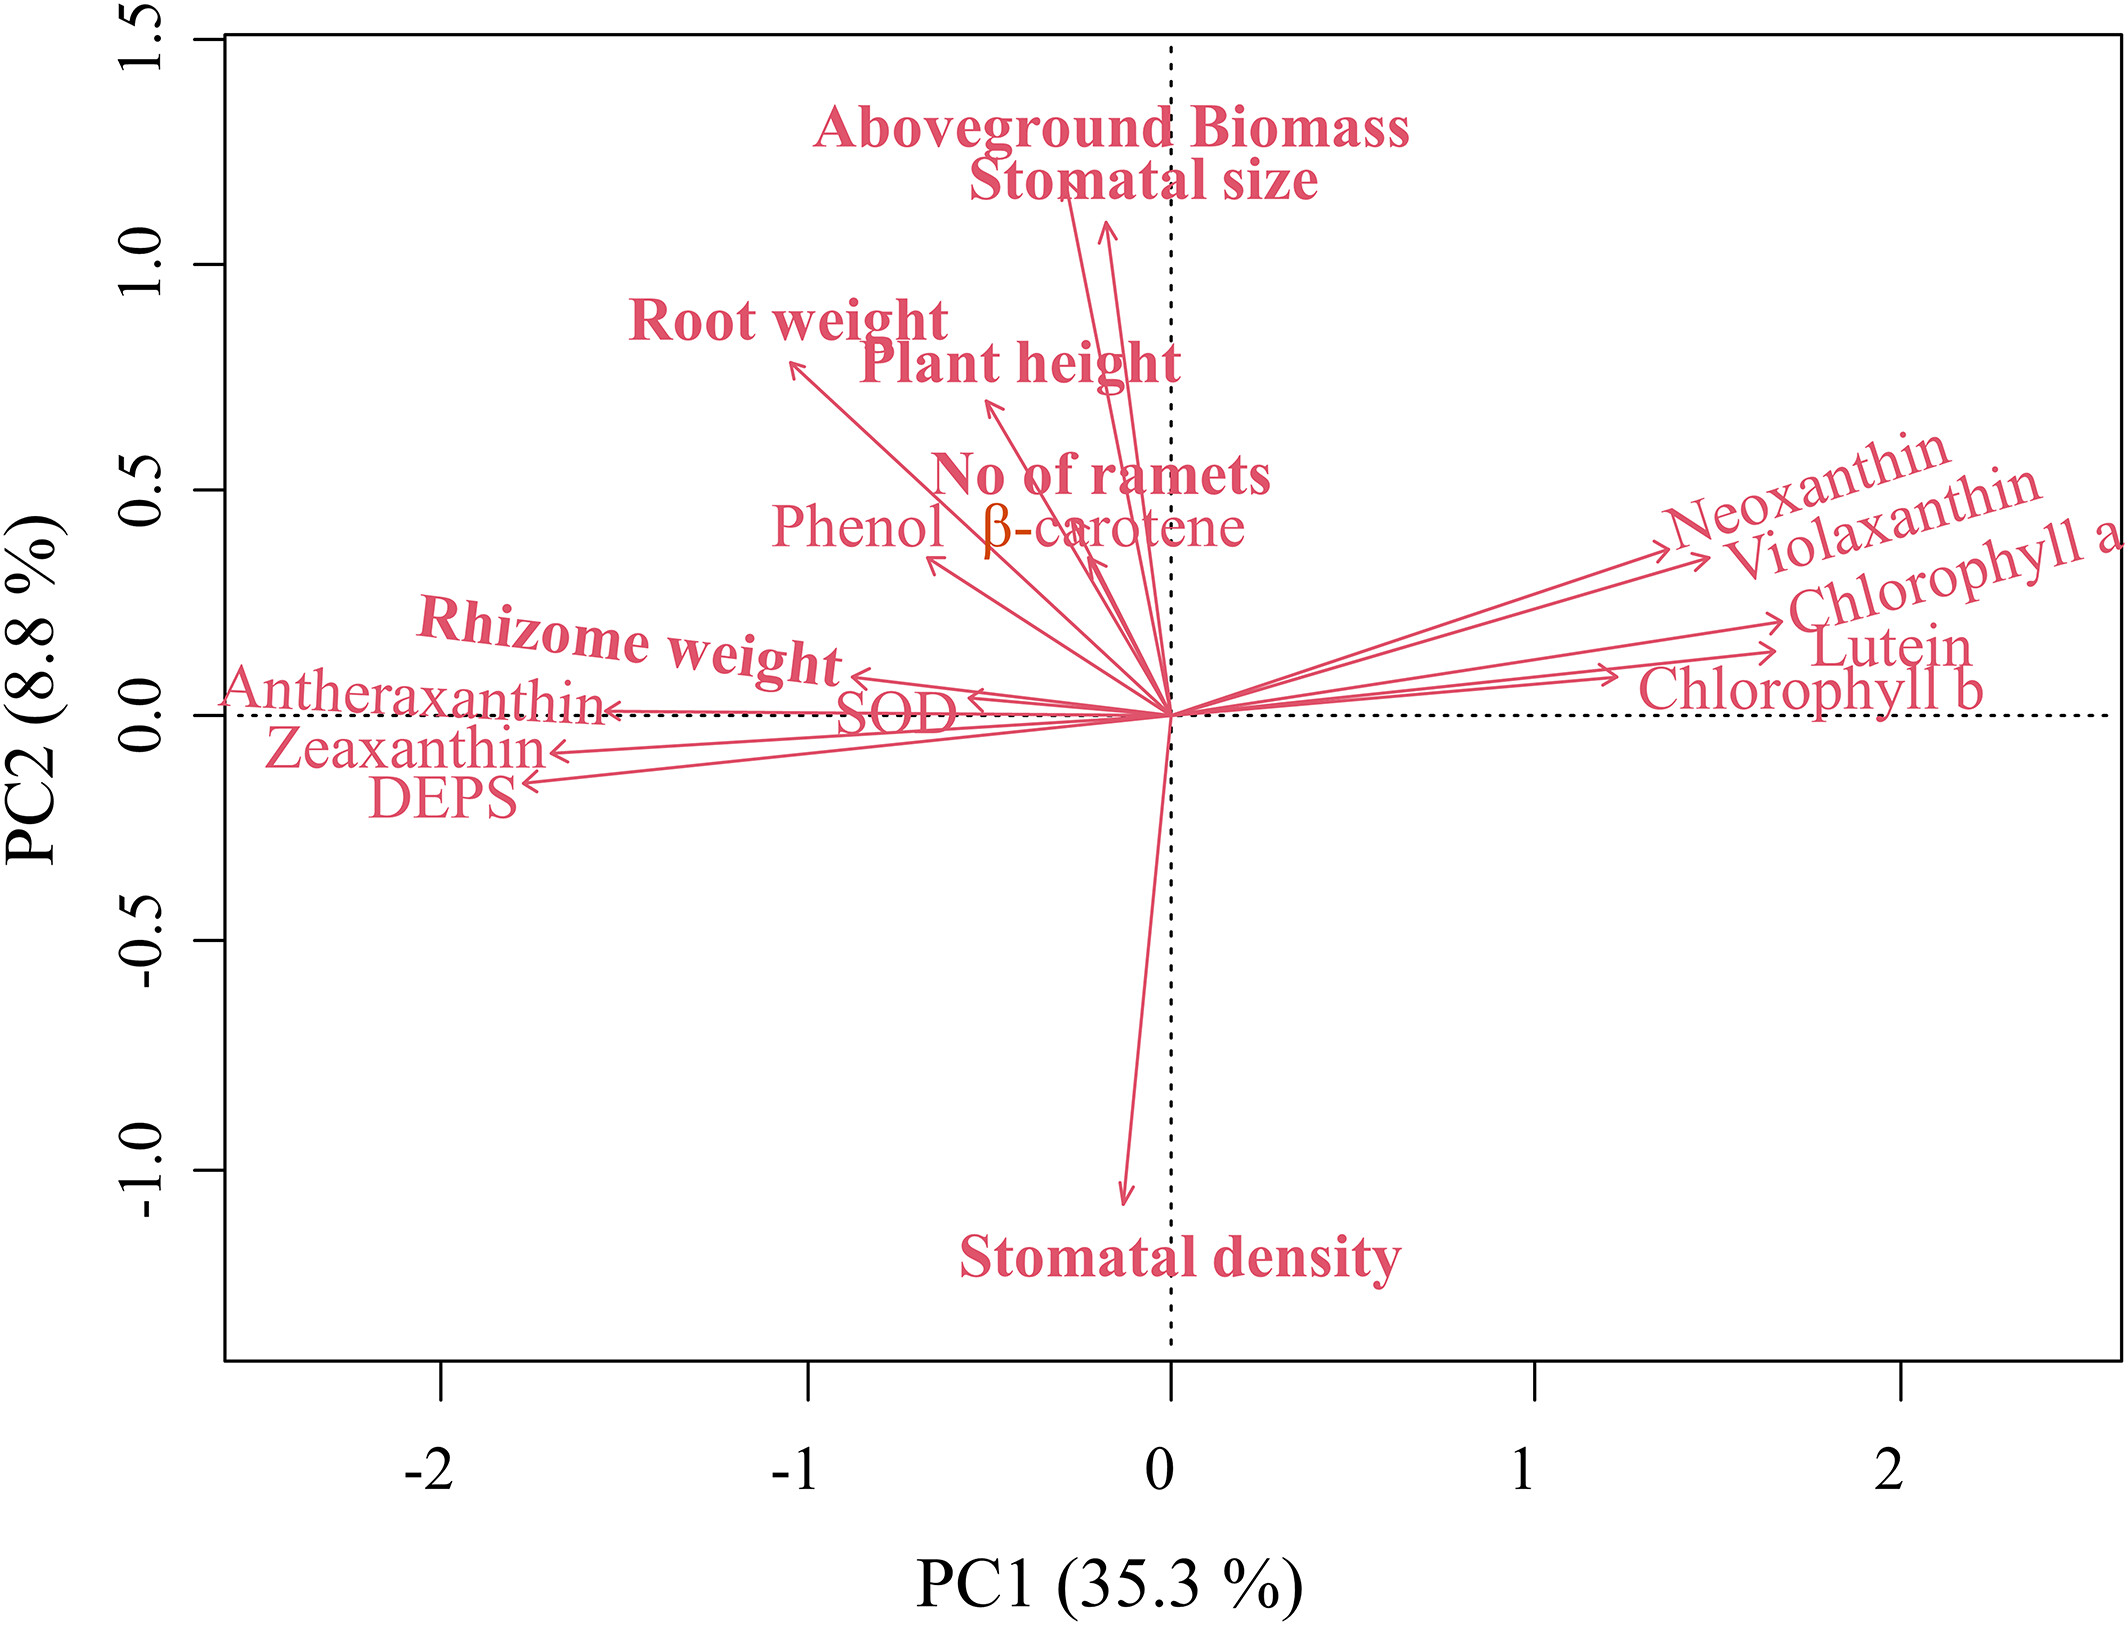 1.5
Aboveground Biomass
Stomatal size
1.0
Root weight
Plant height
No of ramets
0.5
Neoxanthin
Violaxanthin
Phenol β-carotene
Chlorophyll a
Rhizome weight
Lutein
Antheraxanthin
SOD
Chlorophyll b
0.0
Zeaxanthin
DEPS
PC2 (8.8 %)
-0.5
-1.0
Stomatal density
-2 -1 0 1 2
PC1 (35.3 %)